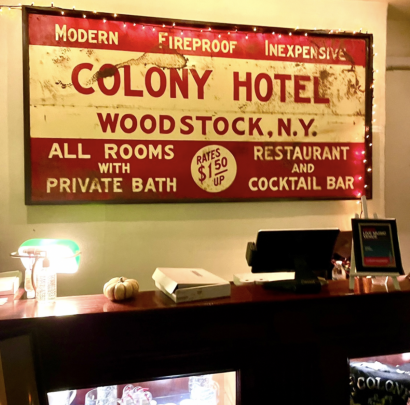 MODERN FIREPROOF INEXPENSIVE
COLONY HOTEL
WOODSTOCK, N.Y.
ALL ROOMS
WITH
PRIVATE BATH
RATES
$1.50
UP
RESTAURANT
AND
COCKTAIL BAR
COLONY